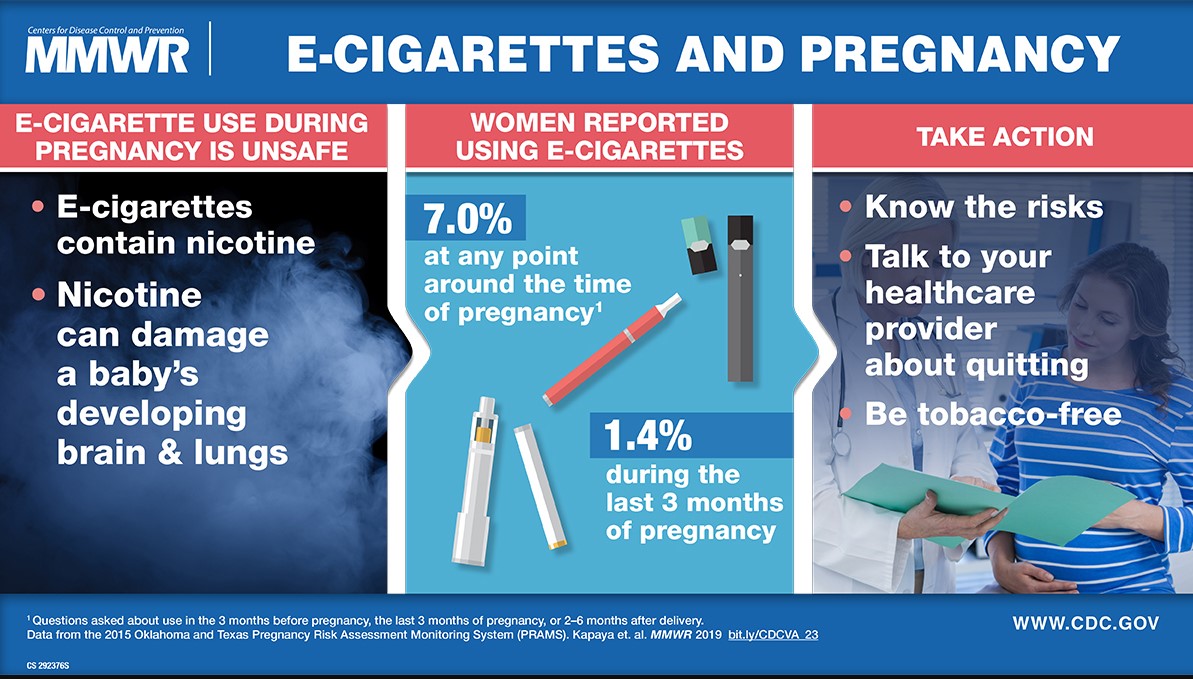 Centers for Disease Control and Prevention
MMWR
E-CIGARETTES AND PREGNANCY
E-CIGARETTE USE DURING
PREGNANCY IS UNSAFE
• E-cigarettes
contain nicotine
• Nicotine
can damage
a baby’s
developing
brain & lungs
WOMEN REPORTED
USING E-CIGARETTES
7.0%
at any point
around the time
of pregnancy¹
1.4%
during the
last 3 months
of pregnancy
TAKE ACTION
• Know the risks
• Talk to your
healthcare
provider
about quitting
• Be tobacco-free
¹ Questions asked about use in the 3 months before pregnancy, the last 3 months of pregnancy, or 2–6 months after delivery.
Data from the 2015 Oklahoma and Texas Pregnancy Risk Assessment Monitoring System (PRAMS). Kapaya et. al. MMWR 2019 bit.ly/CDCVA_23
WWW.CDC.GOV
CS 292376S